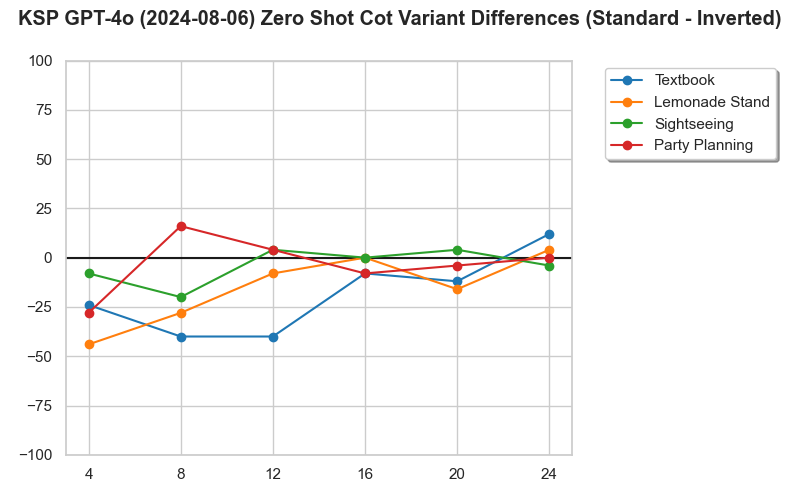 KSP GPT-4o (2024-08-06) Zero Shot Cot Variant Differences (Standard - Inverted)
100
75
50
25
0
−25
−50
−75
−100
4 8 12 16 20 24
Textbook
Lemonade Stand
Sightseeing
Party Planning